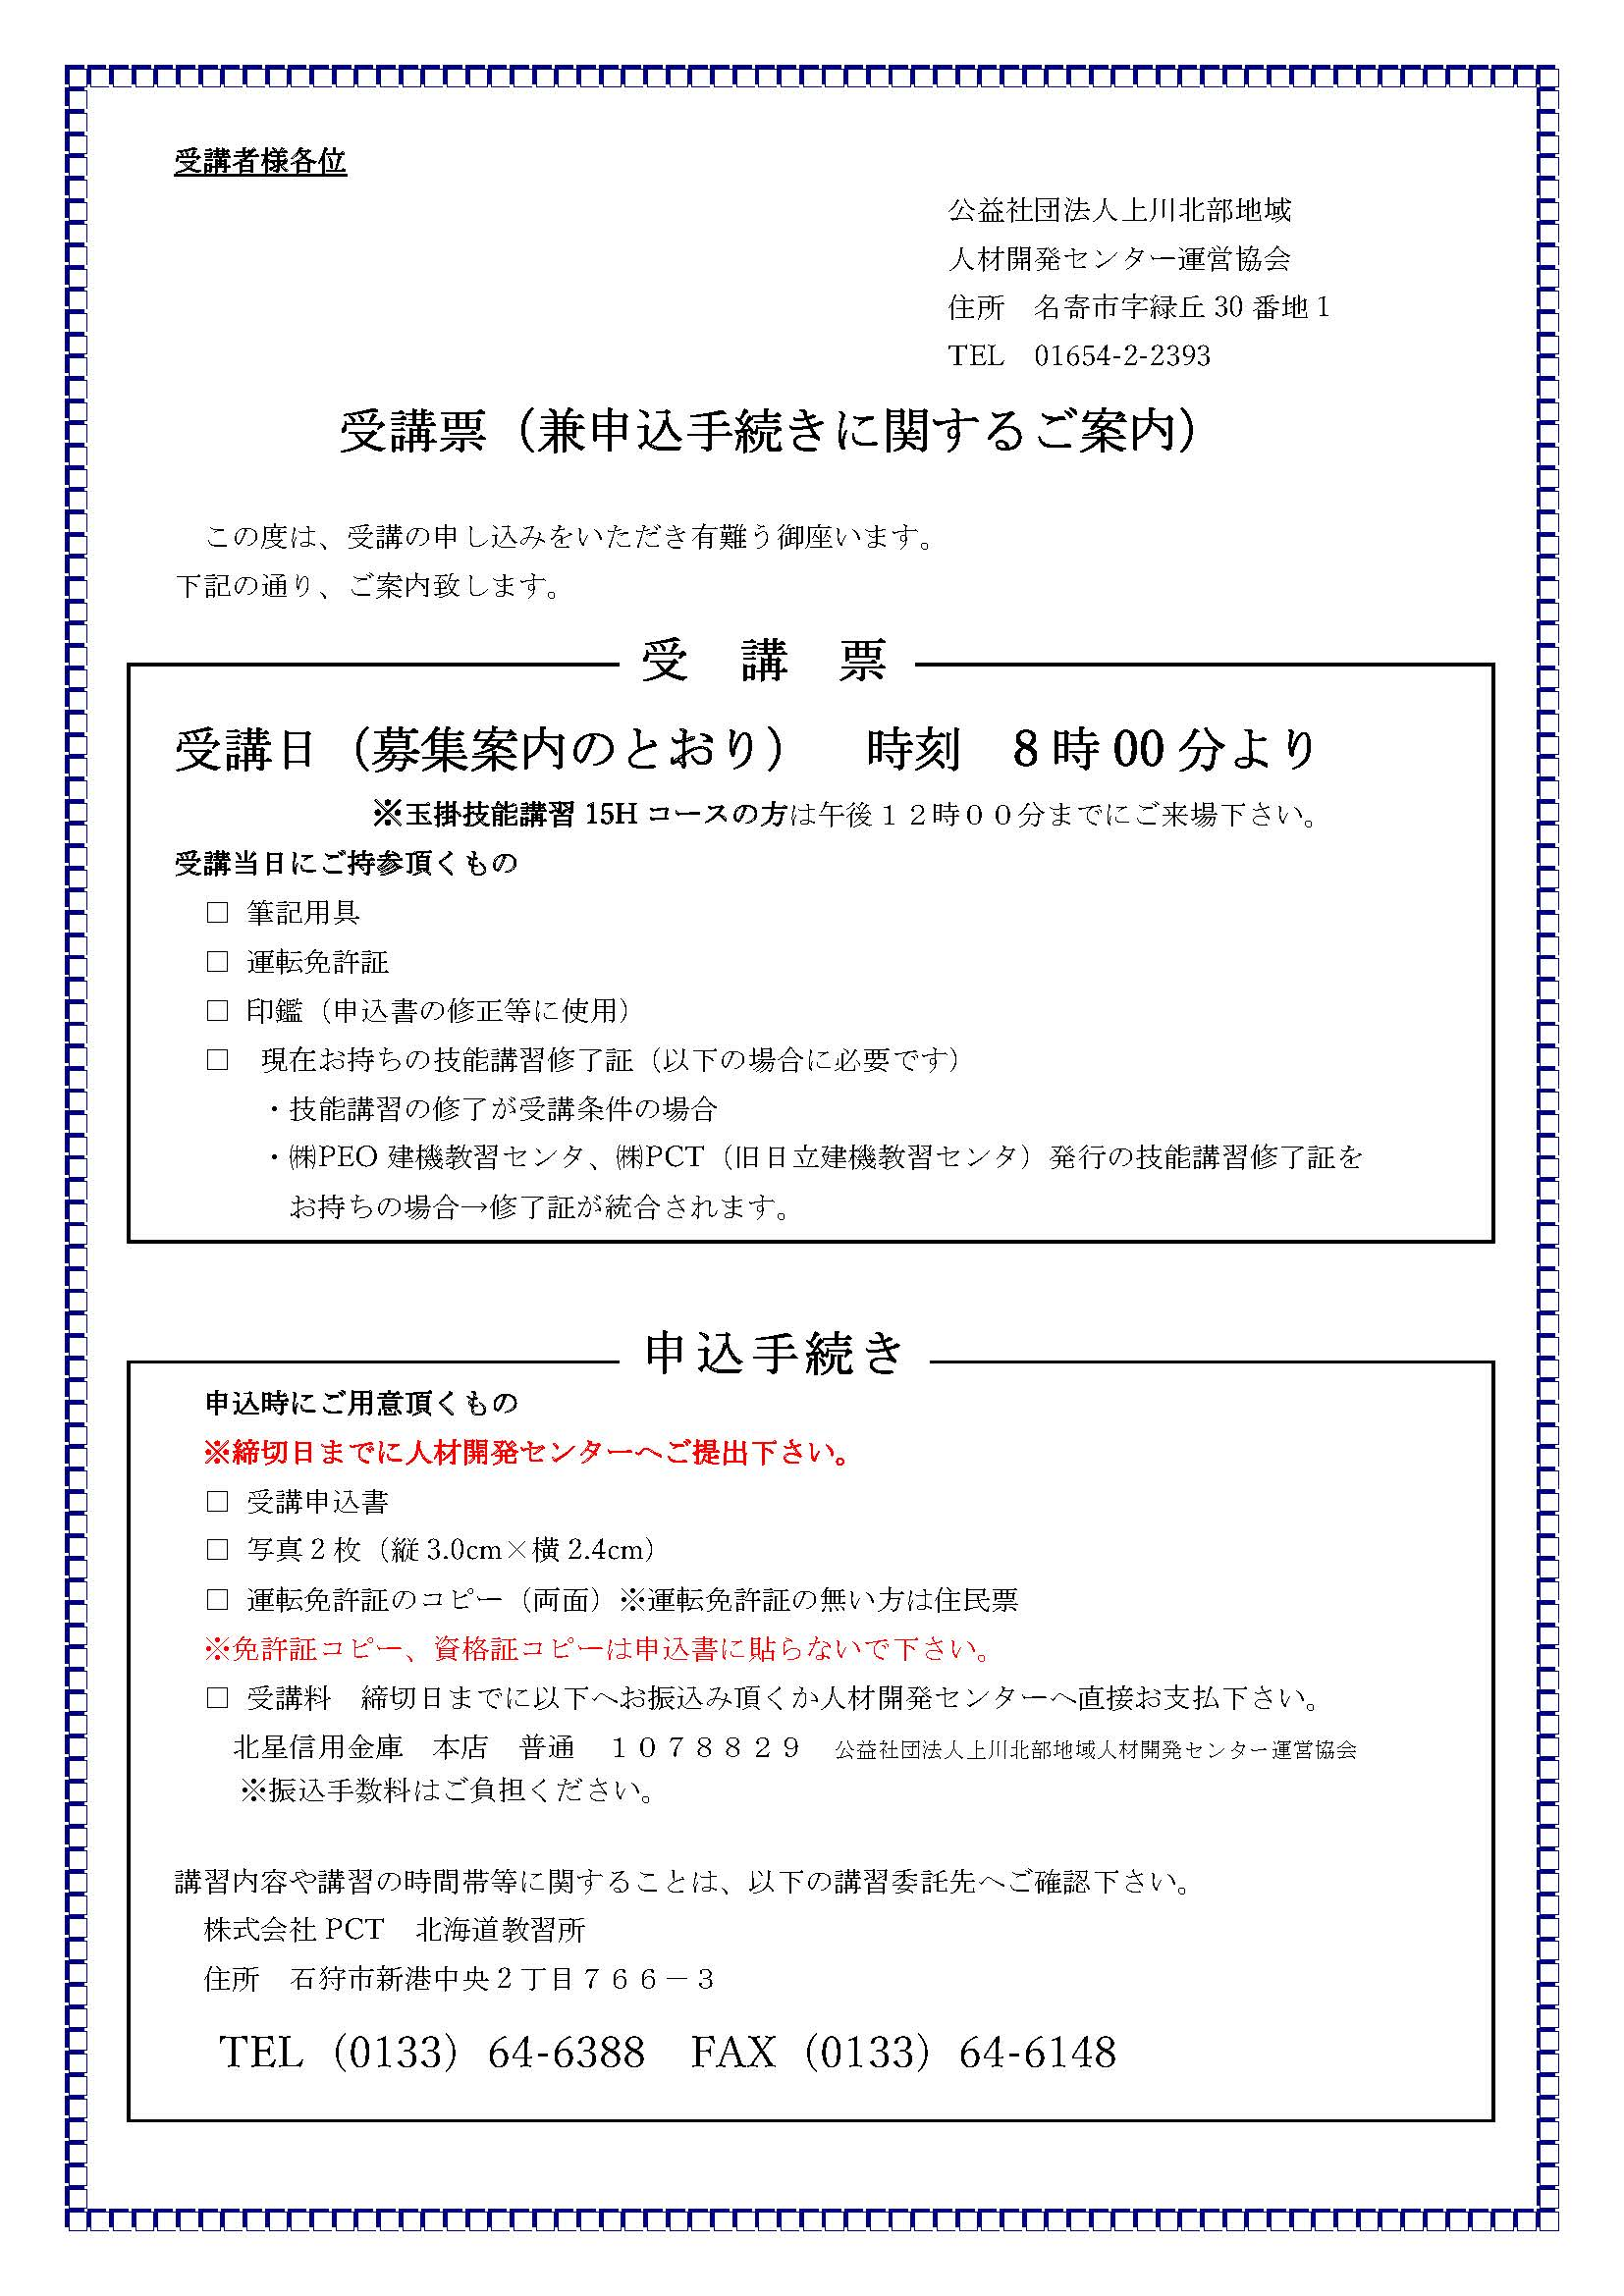 受講者様各位
公益社団法人上川北部地域
人材開発センター運営協会
住所　名寄市字緑丘 30 番地 1
TEL　01654-2-2393
受講票（兼申込手続きに関するご案内）
この度は、受講の申し込みをいただき有難う御座います。
下記の通り、ご案内致します。
受　講　票
受講日（募集案内のとおり）　時刻　8 時 00 分より
※玉掛技能講習 15H コースの方は午後１２時００分までにご来場下さい。
受講当日にご持参頂くもの
□ 筆記用具
□ 運転免許証
□ 印鑑（申込書の修正等に使用）
□　現在お持ちの技能講習修了証（以下の場合に必要です）
・技能講習の修了が受講条件の場合
・㈱PEO 建機教習センタ、㈱PCT（旧日立建機教習センタ）発行の技能講習修了証を
お持ちの場合→修了証が統合されます。
申込手続き
申込時にご用意頂くもの
※締切日までに人材開発センターへご提出下さい。
□ 受講申込書
□ 写真 2 枚（縦 3.0cm×横 2.4cm）
□ 運転免許証のコピー（両面）※運転免許証の無い方は住民票
※免許証コピー、資格証コピーは申込書に貼らないで下さい。
□ 受講料　締切日までに以下へお振込み頂くか人材開発センターへ直接お支払下さい。
北星信用金庫　本店　普通　１０７８８２９　公益社団法人上川北部地域人材開発センター運営協会
※振込手数料はご負担ください。
講習内容や講習の時間帯等に関することは、以下の講習委託先へご確認下さい。
株式会社 PCT　北海道教習所
住所　石狩市新港中央 2 丁目７６６－３
TEL（0133）64-6388　FAX（0133）64-6148